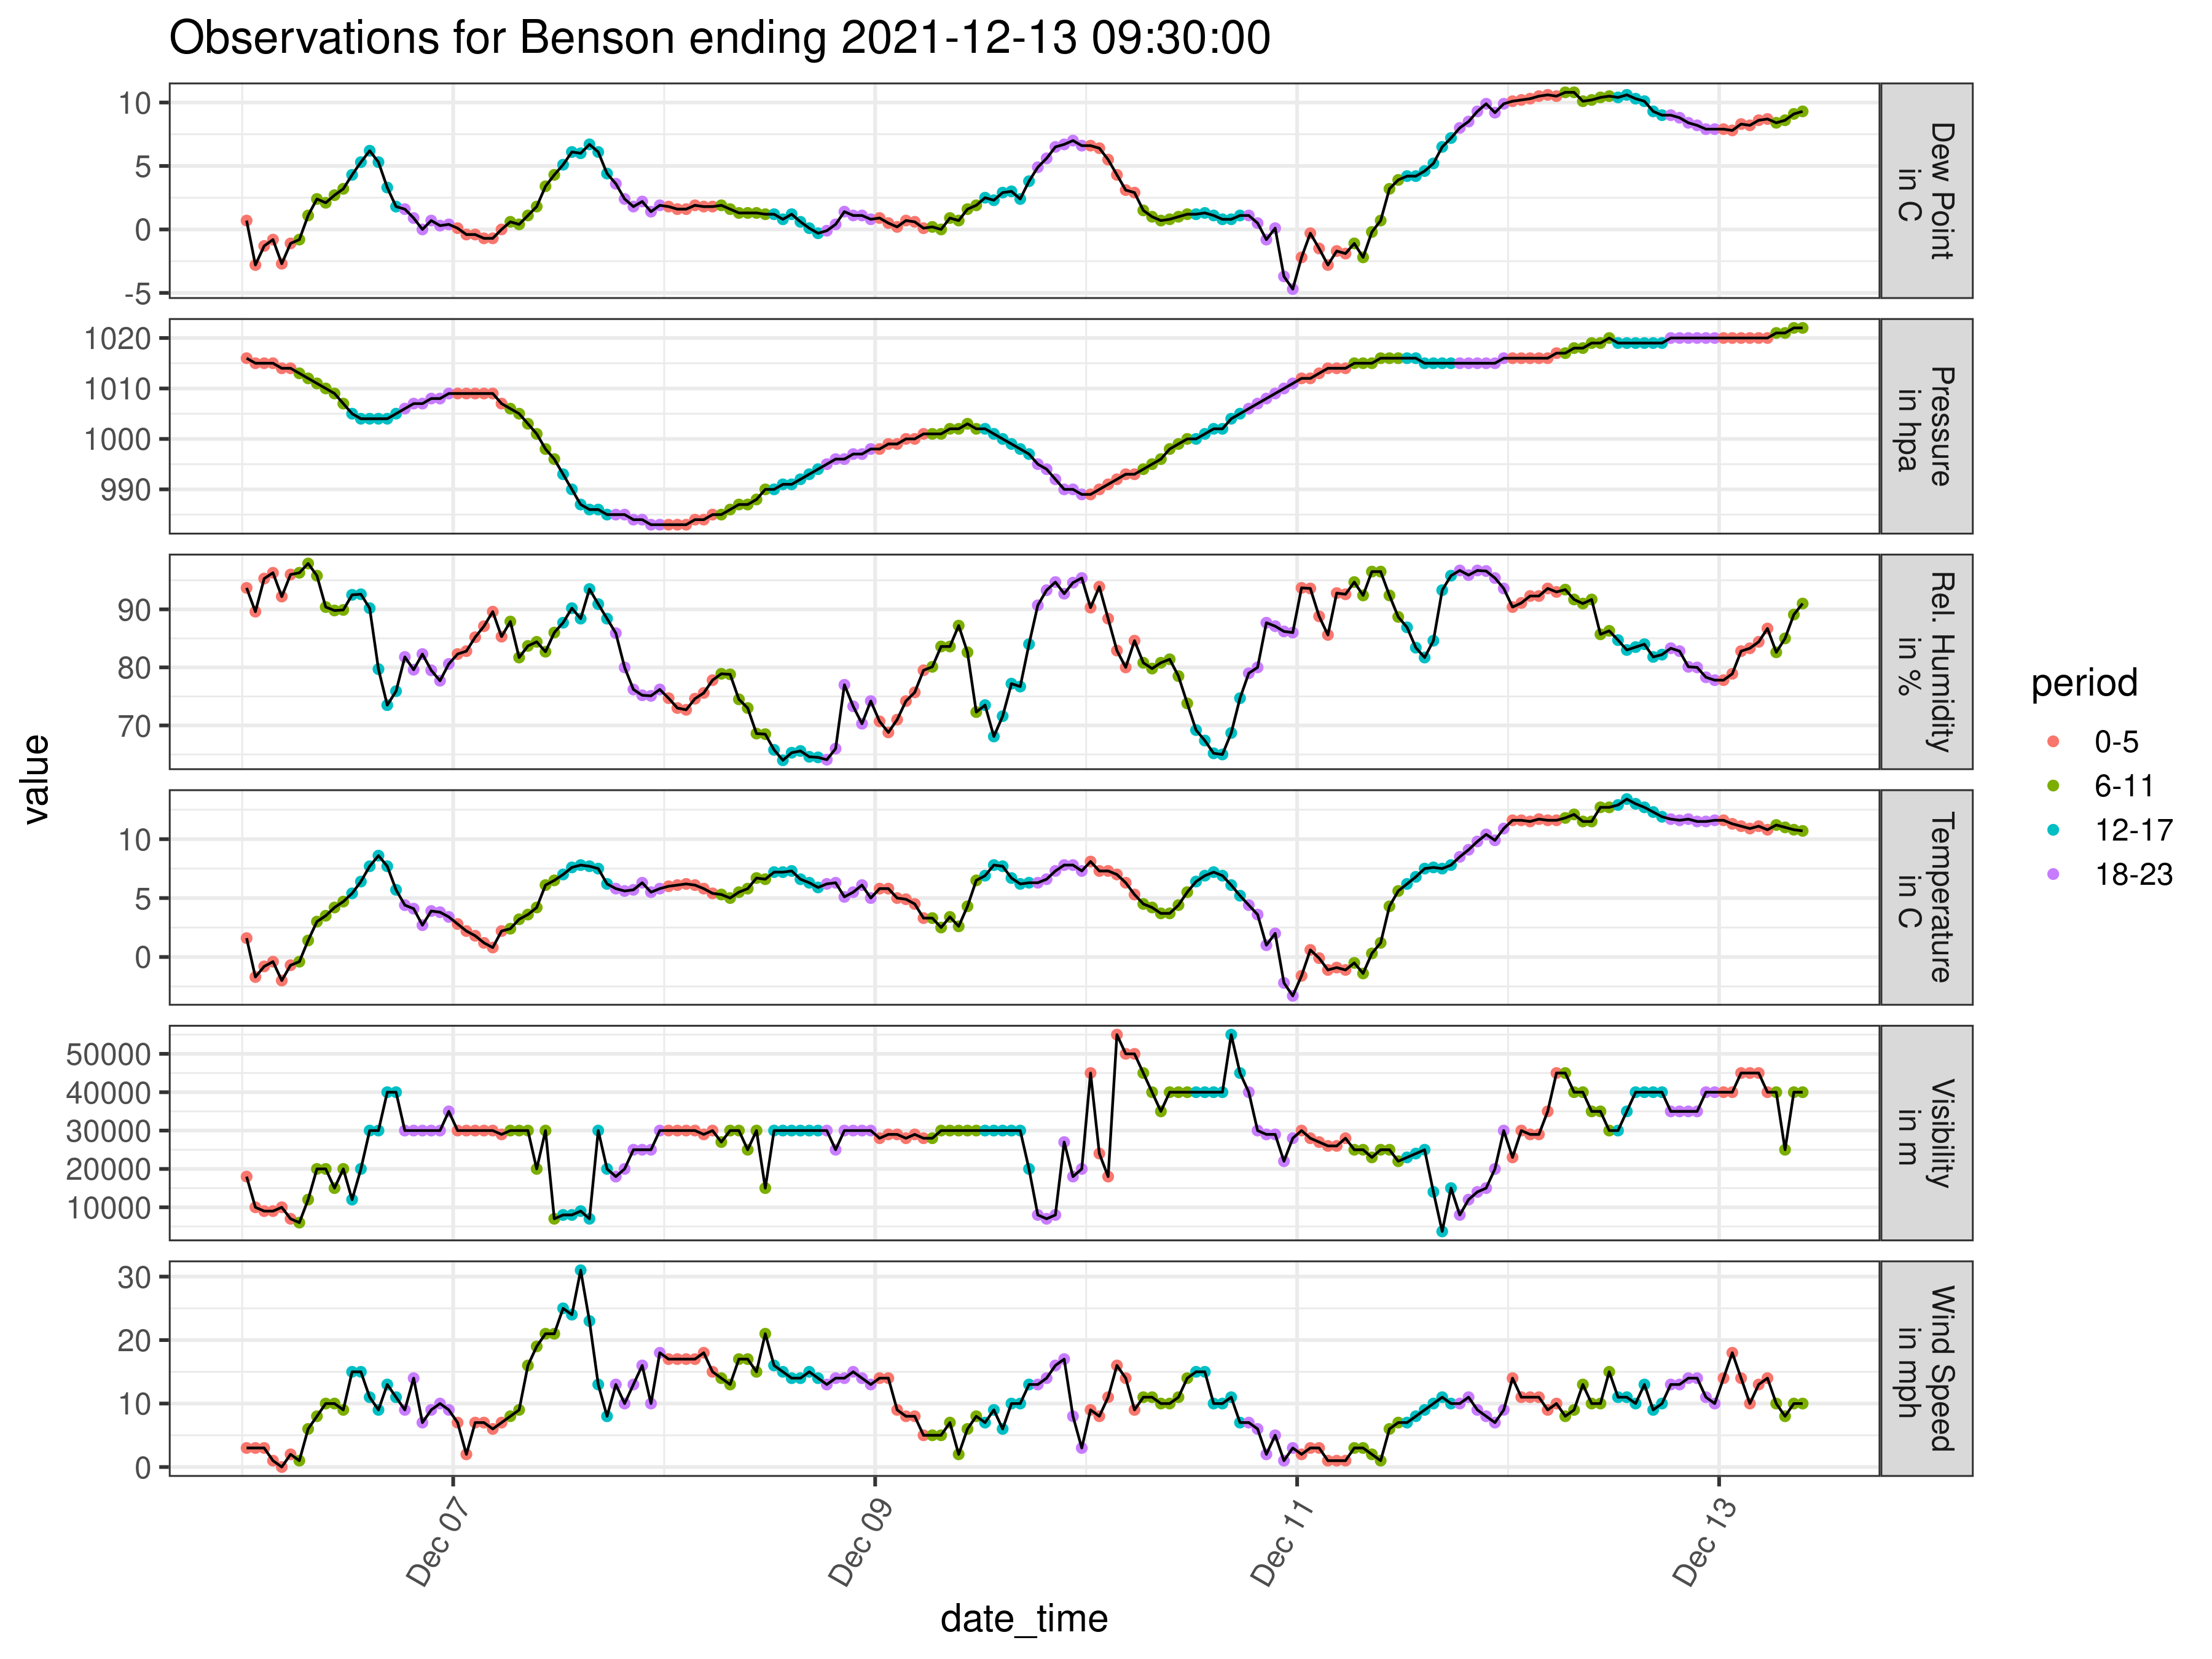 Observations for Benson ending 2021-12-13 09:30:00
value
10
5
0
-5
Dew Point
in C
1020
1010
1000
990
Pressure
in hpa
90
80
70
Rel. Humidity
in %
10
5
0
Temperature
in C
50000
40000
30000
20000
10000
Visibility
in m
30
20
10
0
Wind Speed
in mph
Dec 07
Dec 09
Dec 11
Dec 13
date_time
period
0-5
6-11
12-17
18-23